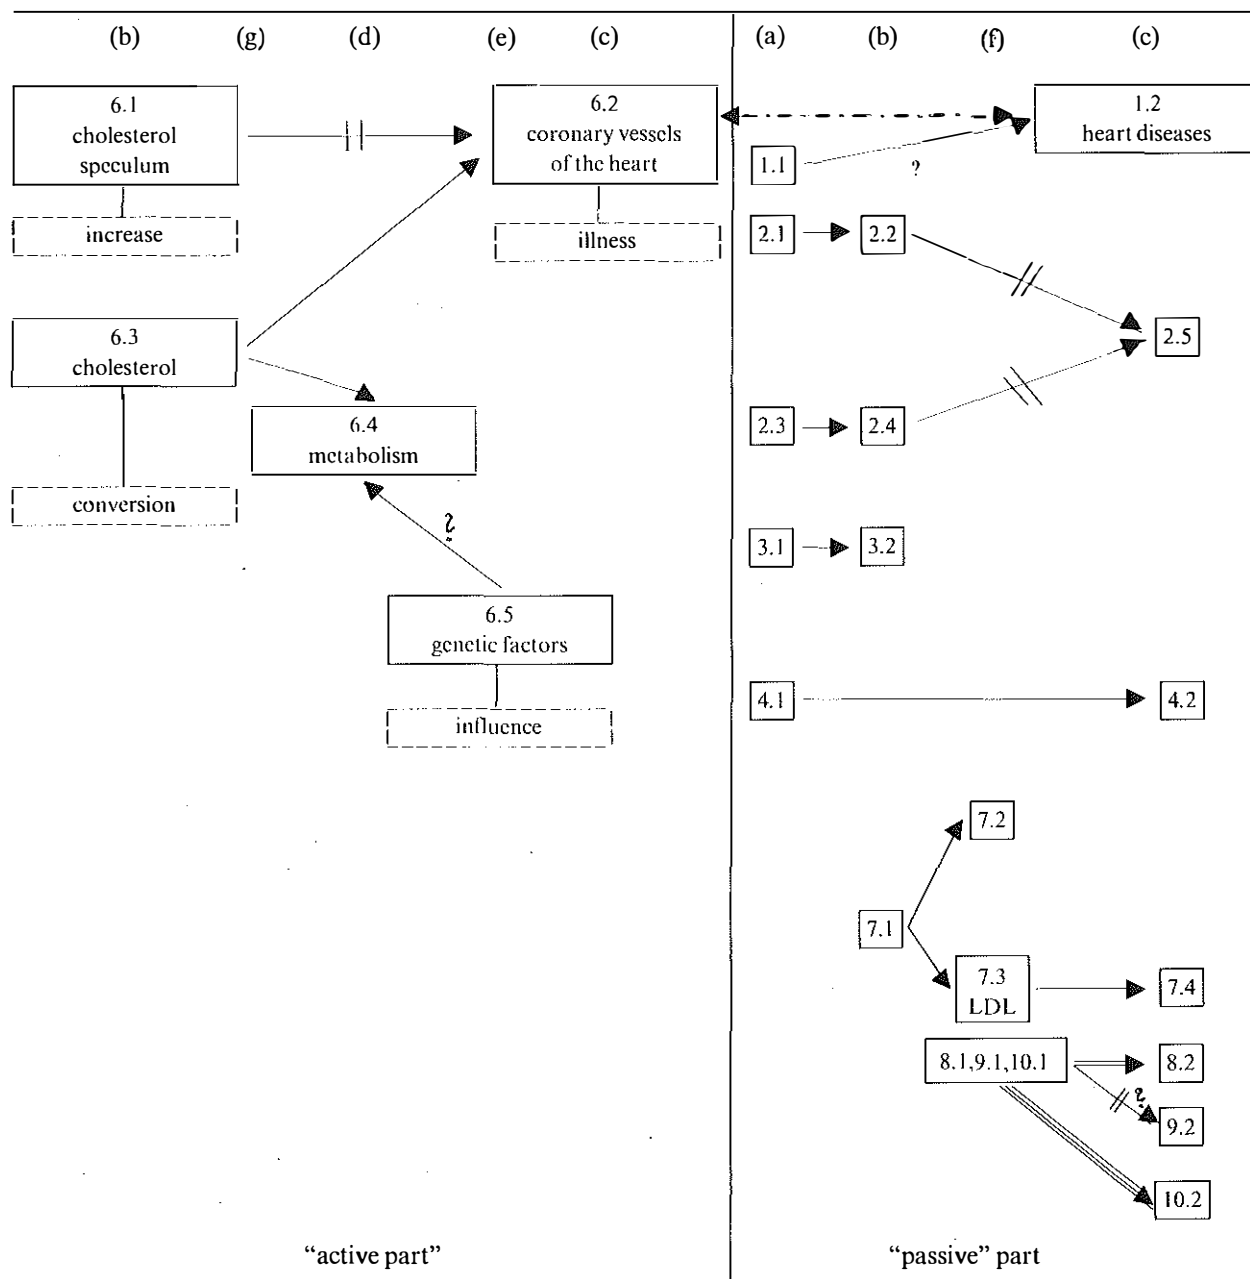 (b) (g) (d) (e) (c) (a) (b) (f) (c)
6.1
cholesterol
speculum
increase
6.2
coronary vessels
of the heart
illness
6.3
cholesterol
conversion
6.4
metabolism
?
6.5
genetic factors
influence
1.2
heart diseases
1.1
?
2.1
2.2
2.5
2.3
2.4
3.1
3.2
4.1
4.2
7.2
7.1
7.3
LDL
7.4
8.1,9.1,10.1
8.2
?
9.2
10.2
“active part”
“passive” part